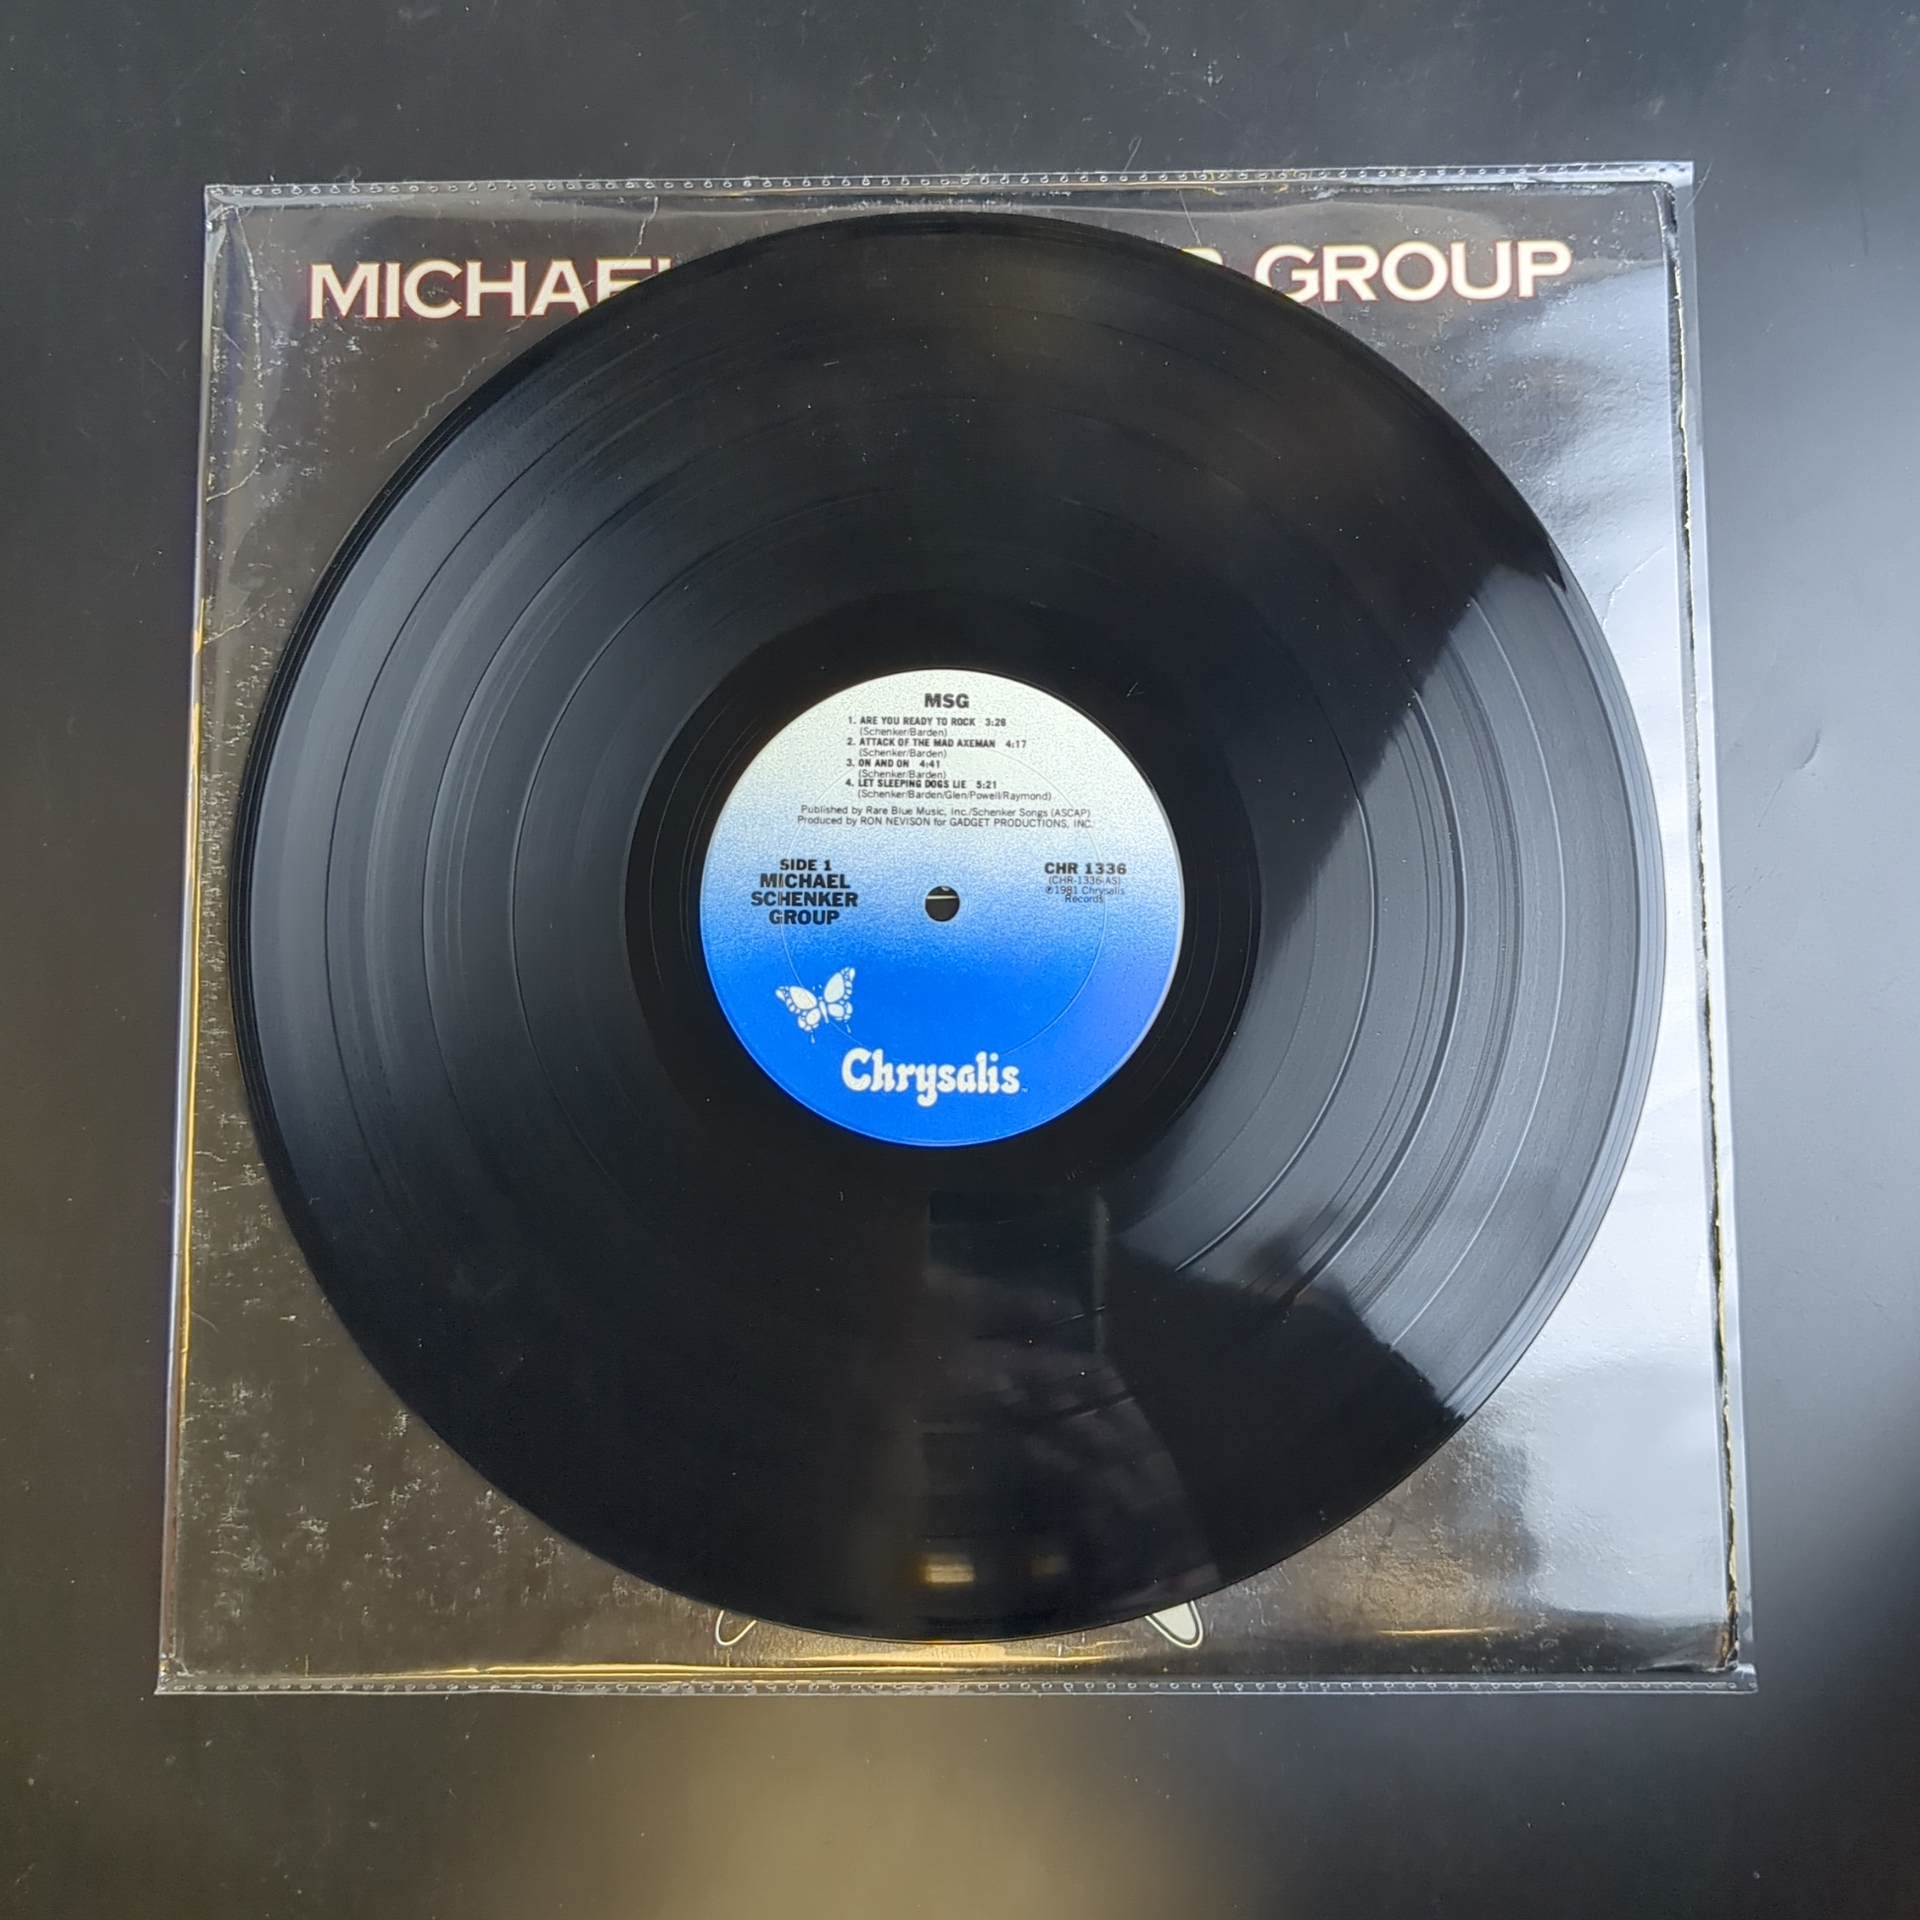 MICHAEL GROUP
MSG
1. ARE YOU READY TO ROCK 3:26
(Schenker/Barden)
2. ATTACK OF THE MAD AXEMAN 4:17
(Schenker/Barden)
3. ON AND ON 4:41
(Schenker/Barden)
4. LET SLEEPING DOGS LIE 5:21
(Schenker/Barden/Glen/Powell/Raymond)
Published by Rare Blue Music, Inc./Schenker Songs (ASCAP)
Produced by RON NEVISON for GADGET PRODUCTIONS, INC.
SIDE 1
MICHAEL
SCHENKER
GROUP
CHR 1336
(CHR-1336-AS)
℗1981 Chrysalis
Records
Chrysalis